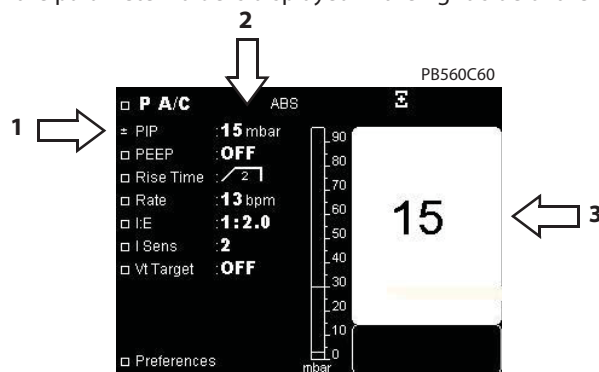 2
PB560C60
P A/C ABS
1
± PIP :15 mbar
PEEP :OFF
Rise Time : 2
Rate :13 bpm
I:E :1:2.0
I Sens :2
Vt Target :OFF
Preferences
90
80
70
60
50
40
30
20
10
0
mbar
15
3